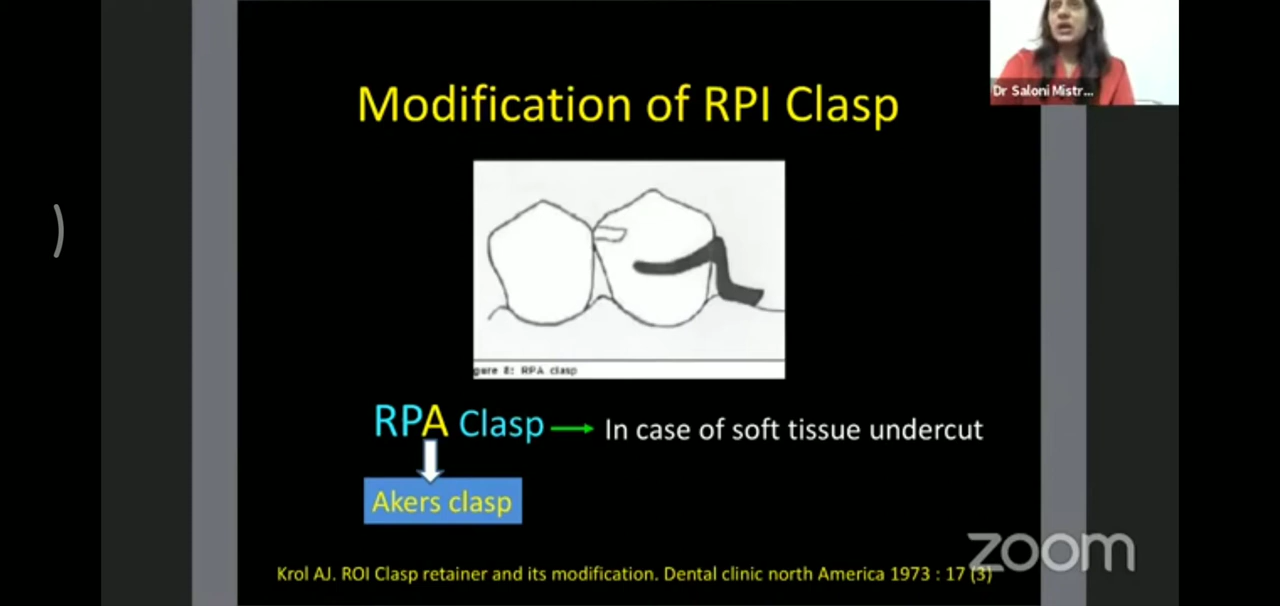 Dr Saloni Mistr...
Modification of RPI Clasp
gure 8: RPA clasp
RPA Clasp → In case of soft tissue undercut
Akers clasp
zoom
Krol AJ. ROI Clasp retainer and its modification. Dental clinic north America 1973 : 17 (3)